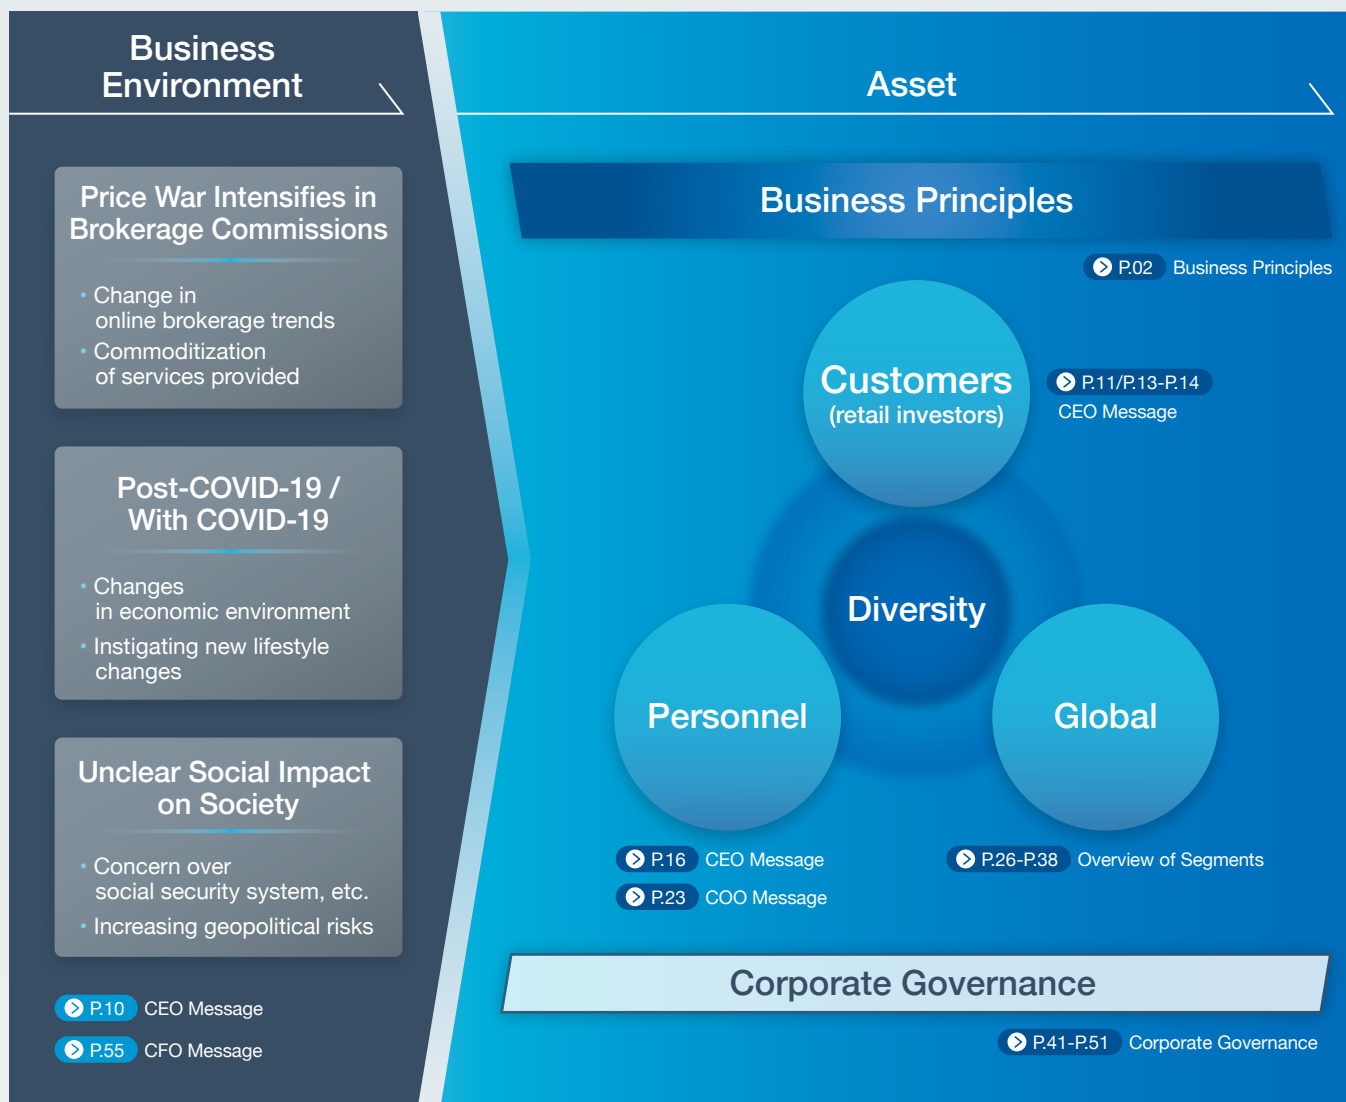 Business
Environment
Price War Intensifies in
Brokerage Commissions
• Change in
online brokerage trends
• Commoditization
of services provided
Post-COVID-19 /
With COVID-19
• Changes
in economic environment
• Instigating new lifestyle
changes
Unclear Social Impact
on Society
• Concern over
social security system, etc.
• Increasing geopolitical risks
P.10 CEO Message
P.55 CFO Message
Asset
Business Principles
P.02 Business Principles
Customers
(retail investors)
P.11/P.13-P.14
CEO Message
Diversity
Personnel
Global
P.16 CEO Message
P.23 COO Message
P.26-P.38 Overview of Segments
Corporate Governance
P.41-P.51 Corporate Governance